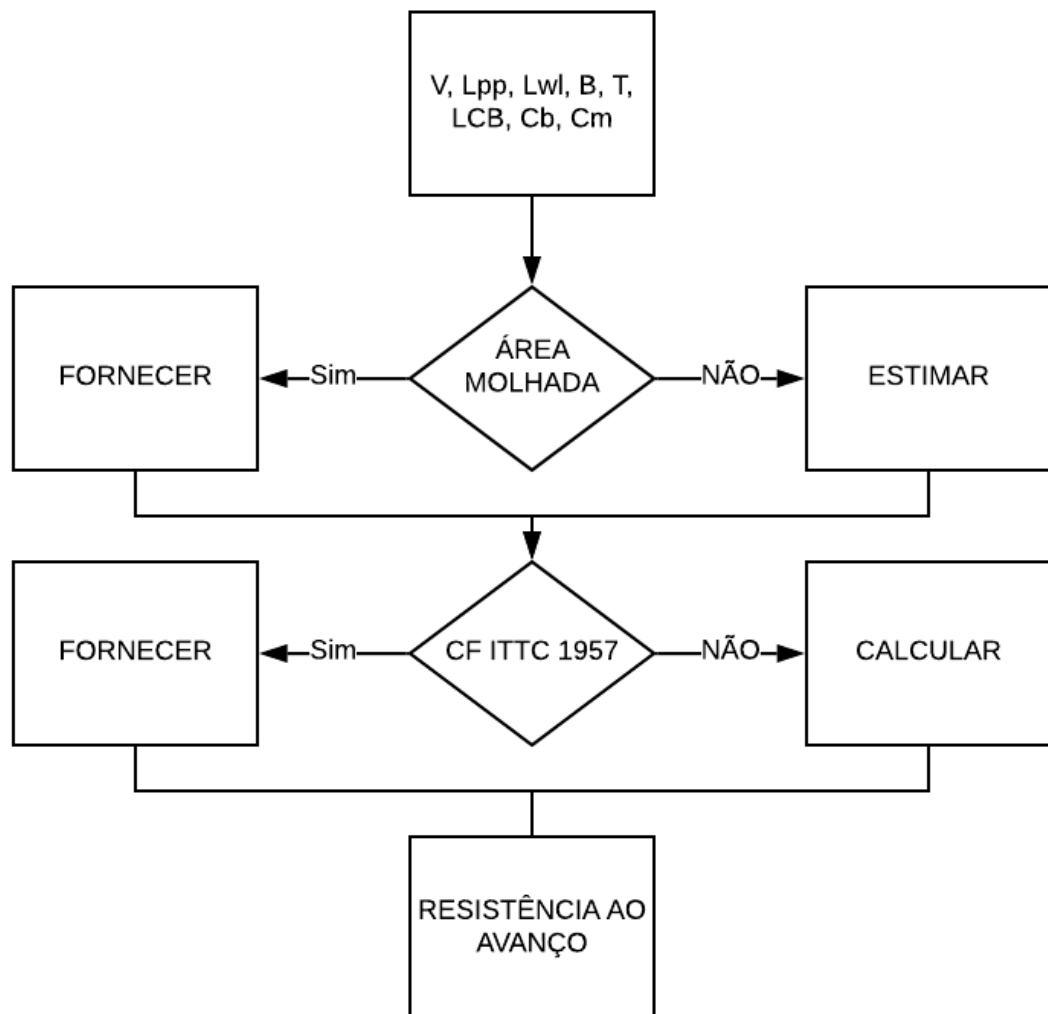 V, Lpp, Lwl, B, T,
LCB, Cb, Cm
FORNECER
Sim
ÁREA
MOLHADA
NÃO
ESTIMAR
FORNECER
Sim
CF ITTC 1957
NÃO
CALCULAR
RESISTÊNCIA AO
AVANÇO